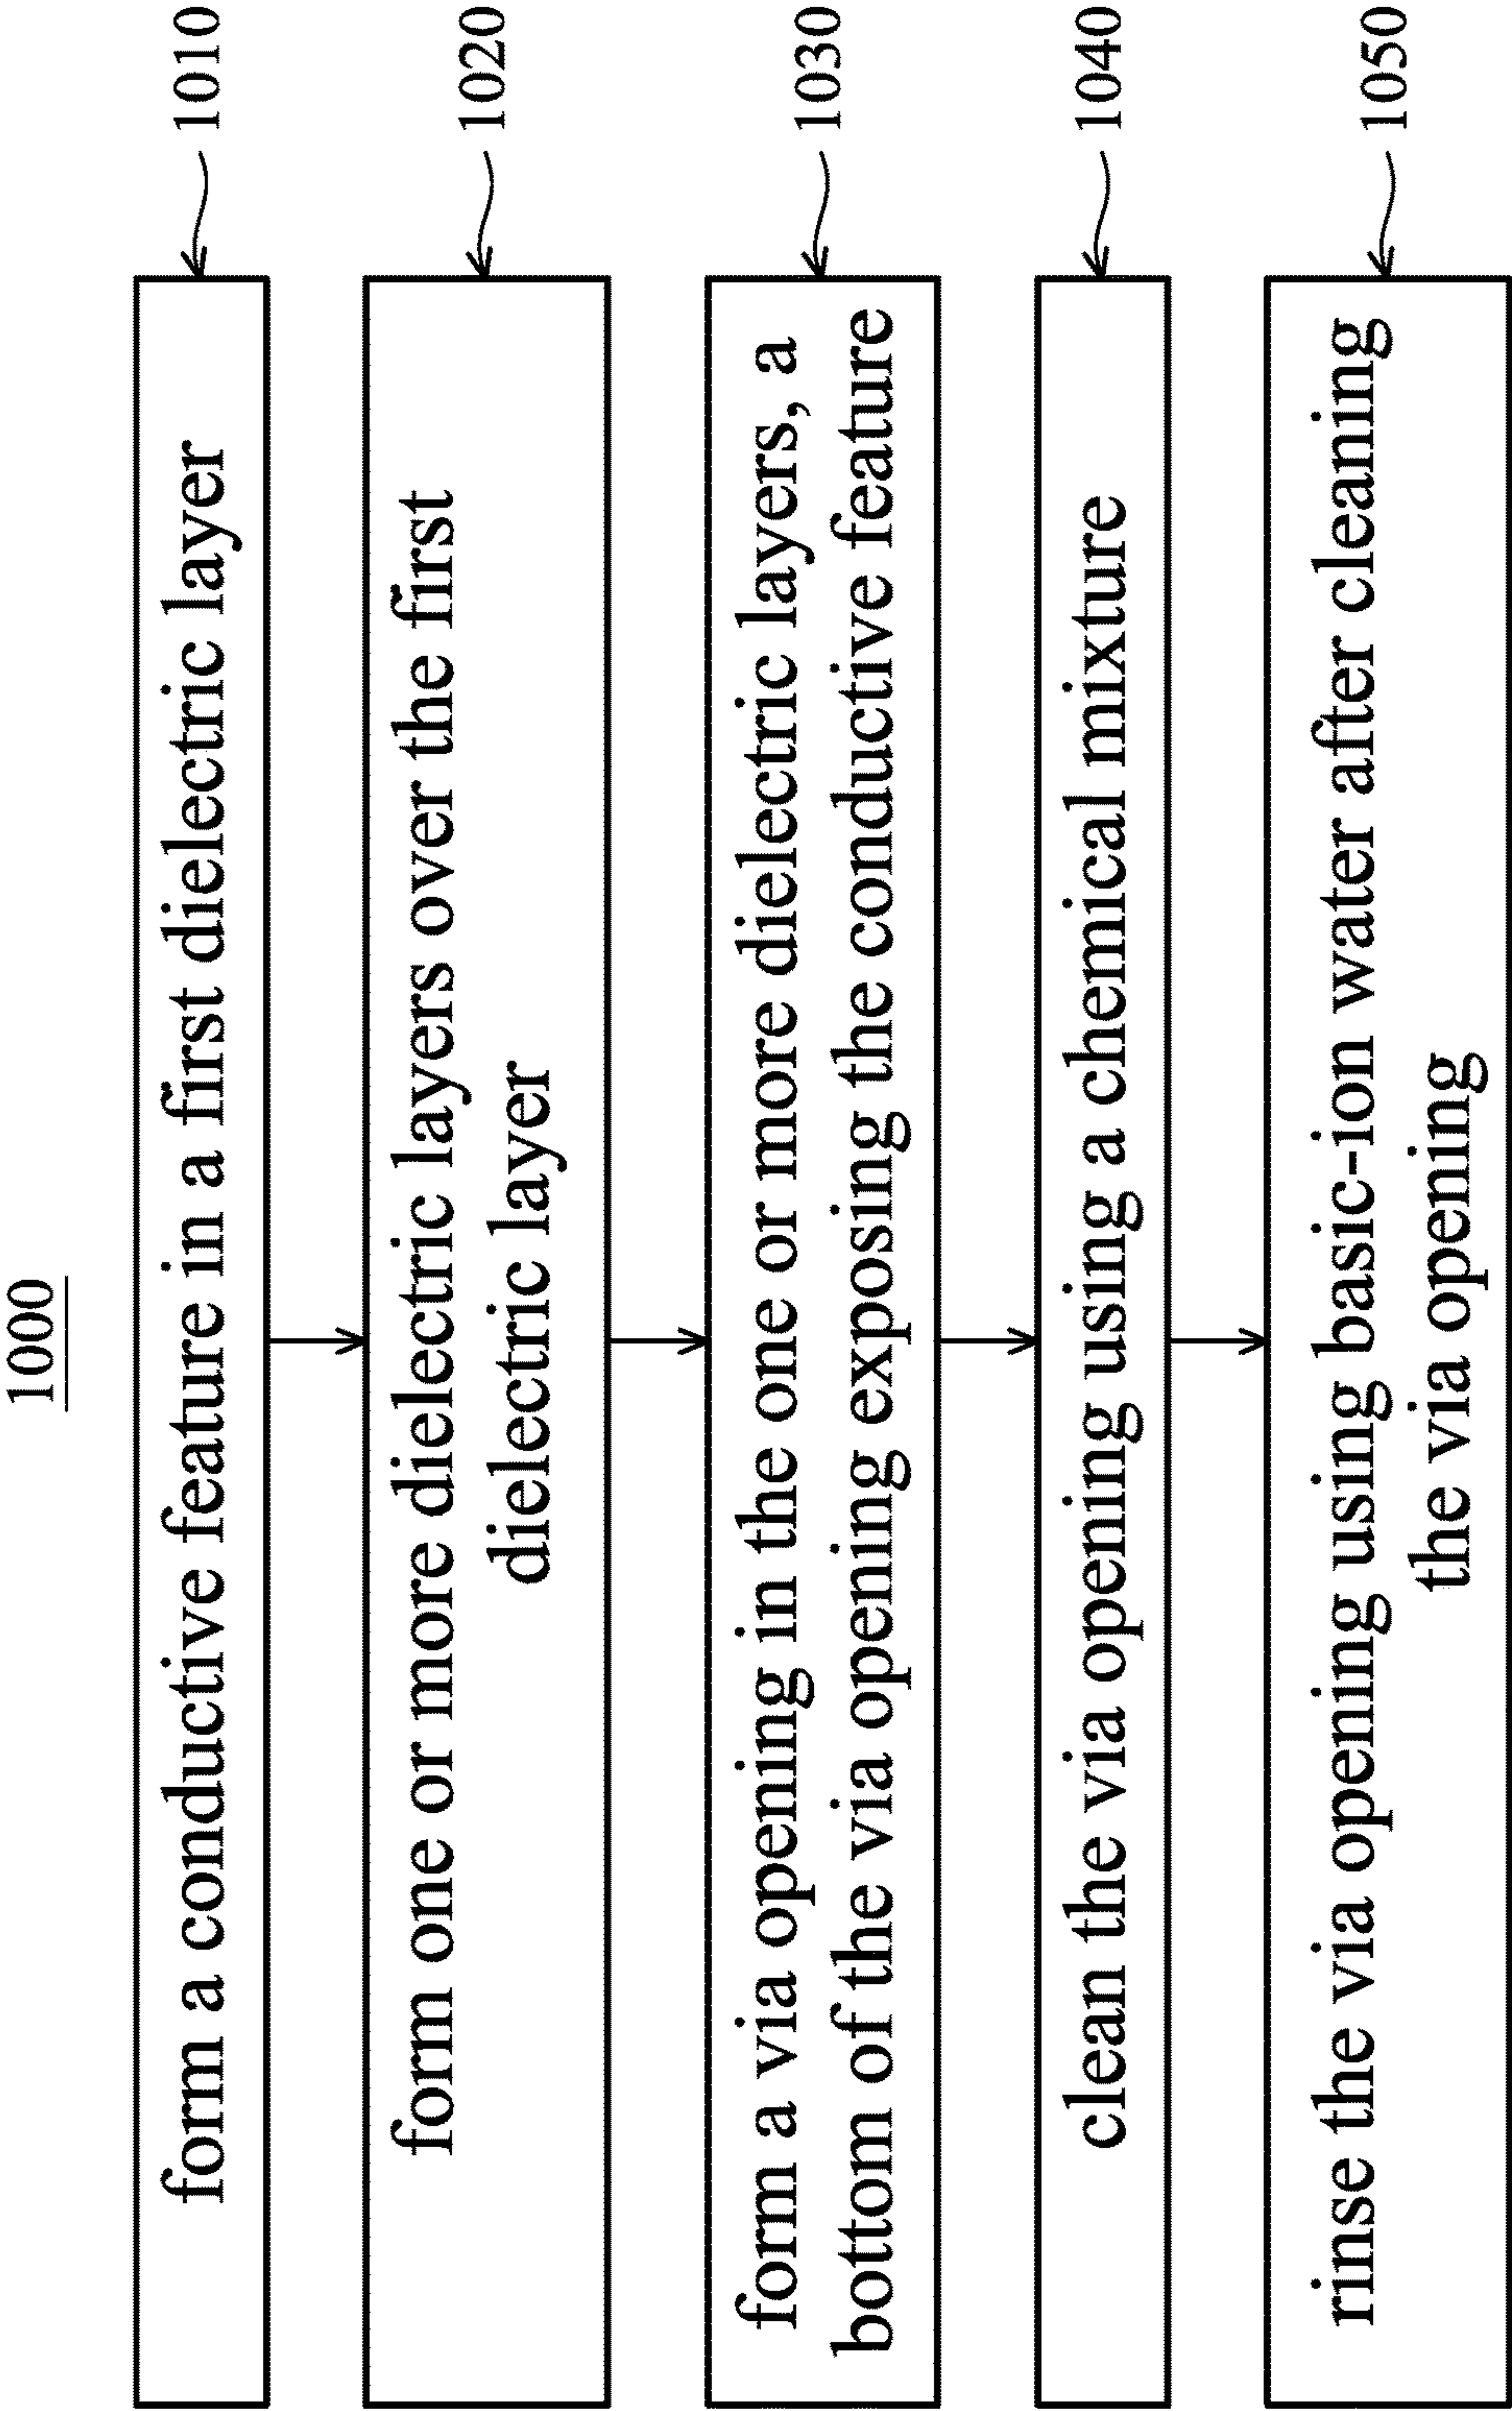 1000
form a conductive feature in a first dielectric layer
1010
form one or more dielectric layers over the first
dielectric layer
1020
form a via opening in the one or more dielectric layers, a
bottom of the via opening exposing the conductive feature
1030
clean the via opening using a chemical mixture
1040
rinse the via opening using basic-ion water after cleaning
the via opening
1050